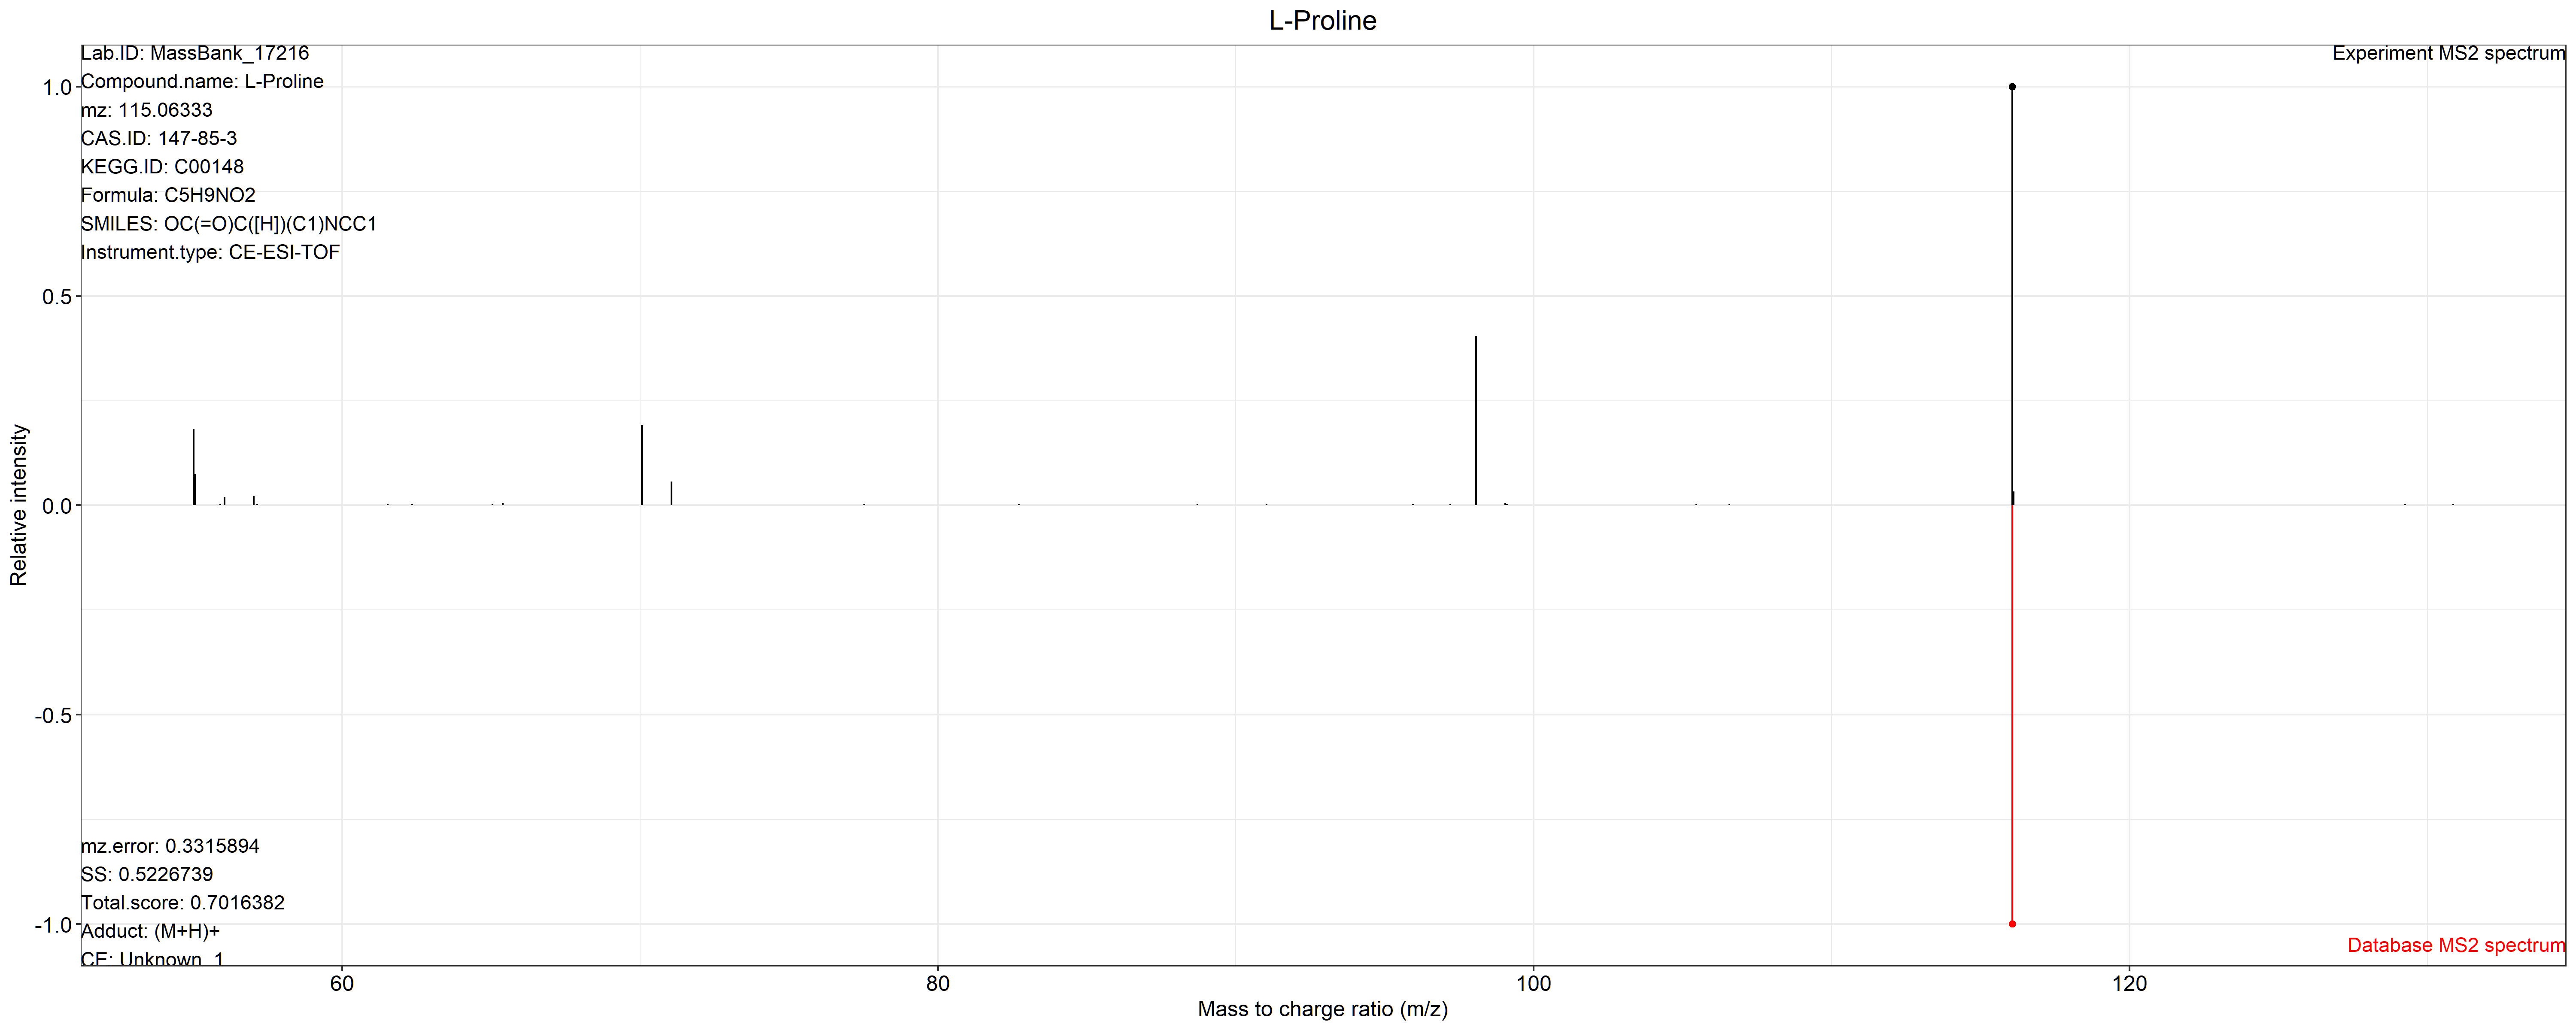 L-Proline
Lab.ID: MassBank_17216
Experiment MS2 spectrum
Compound.name: L-Proline
mz: 115.06333
CAS.ID: 147-85-3
KEGG.ID: C00148
Formula: C5H9NO2
SMILES: OC(=O)C([H])(C1)NCC1
Instrument.type: CE-ESI-TOF
1.0
0.5
0.0
-0.5
-1.0
Relative intensity
mz.error: 0.3315894
SS: 0.5226739
Total.score: 0.7016382
Adduct: (M+H)+
CE: Unknown_1
Database MS2 spectrum
60
80
100
120
Mass to charge ratio (m/z)